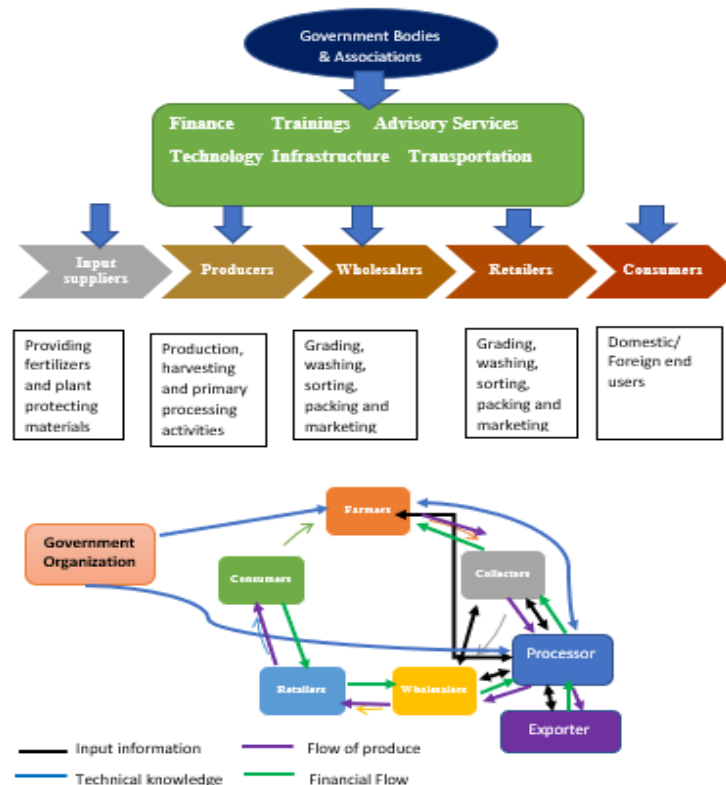 Government Bodies
& Associations
Finance Trainings Advisory Services
Technology Infrastructure Transportation
Input
suppliers
Producers
Wholesalers
Retailers
Consumers
Providing
fertilizers
and plant
protecting
materials
Production,
harvesting
and primary
processing
activities
Grading,
washing,
sorting,
packing and
marketing
Grading,
washing,
sorting,
packing and
marketing
Domestic/
Foreign end
users
Farmers
Government
Organization
Consumers
Collectors
Processor
Retailers
Wholesalers
Exporter
Input information
Flow of produce
Technical knowledge
Financial Flow